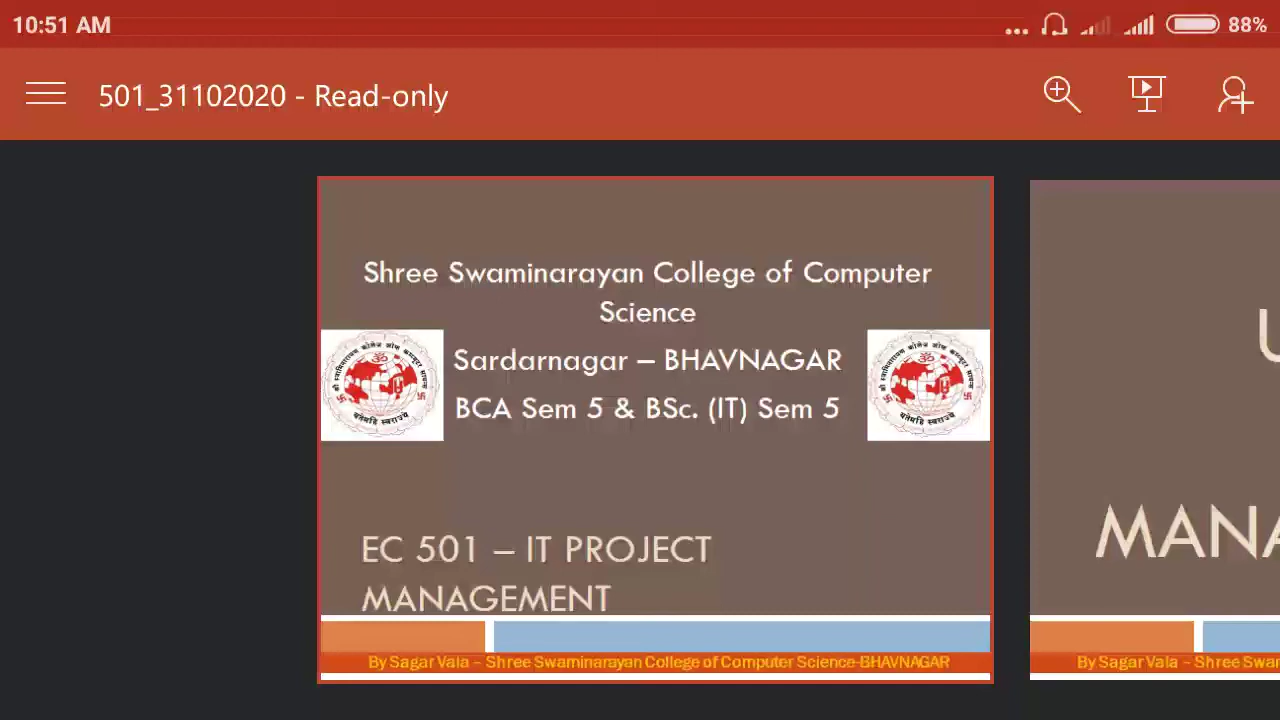 10:51 AM
88%
501_31102020 - Read-only
Shree Swaminarayan College of Computer
Science
Sardarnagar – BHAVNAGAR
BCA Sem 5 & BSc. (IT) Sem 5
EC 501 – IT PROJECT
MANAGEMENT
By Sagar Vala – Shree Swaminarayan College of Computer Science-BHAVNAGAR
U
MANA
By Sagar Vala – Shree Swa